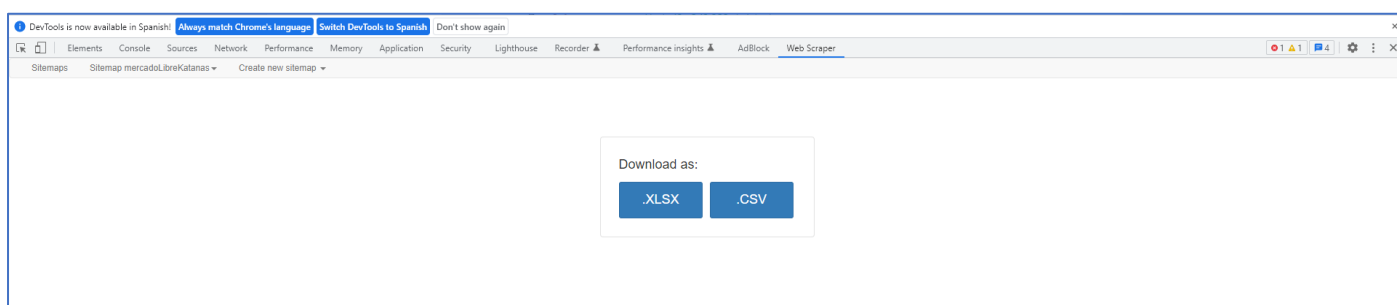 DevTools is now available in Spanish! Always match Chrome's language Switch DevTools to Spanish Don't show again
Elements Console Sources Network Performance Memory Application Security Lighthouse Recorder Performance insights AdBlock Web Scraper 1 1 4
Sitemaps Sitemap mercadoLibreKatanas Create new sitemap
Download as:
.XLSX .CSV